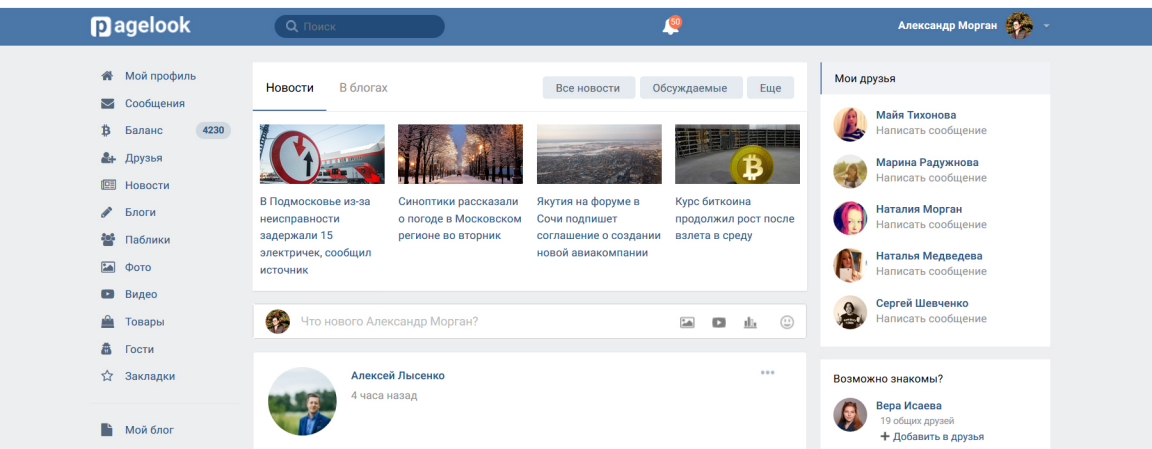 pagelook
Поиск
50
Александр Морган
Мой профиль
Сообщения
Баланс 4230
Друзья
Новости
Блоги
Паблики
Фото
Видео
Товары
Гости
Закладки
Мой блог
Новости В блогах Все новости Обсуждаемые Еще
В Подмосковье из-за
неисправности
задержали 15
электричек, сообщил
источник
Синоптики рассказали
о погоде в Московском
регионе во вторник
Якутия на форуме в
Сочи подпишет
соглашение о создании
новой авиакомпании
Курс биткоина
продолжил рост после
взлета в среду
Что нового Александр Морган?
Алексей Лысенко
4 часа назад
Мои друзья
Майя Тихонова
Написать сообщение
Марина Радужнова
Написать сообщение
Наталия Морган
Написать сообщение
Наталья Медведева
Написать сообщение
Сергей Шевченко
Написать сообщение
Возможно знакомы?
Вера Исаева
19 общих друзей
+ Добавить в друзья